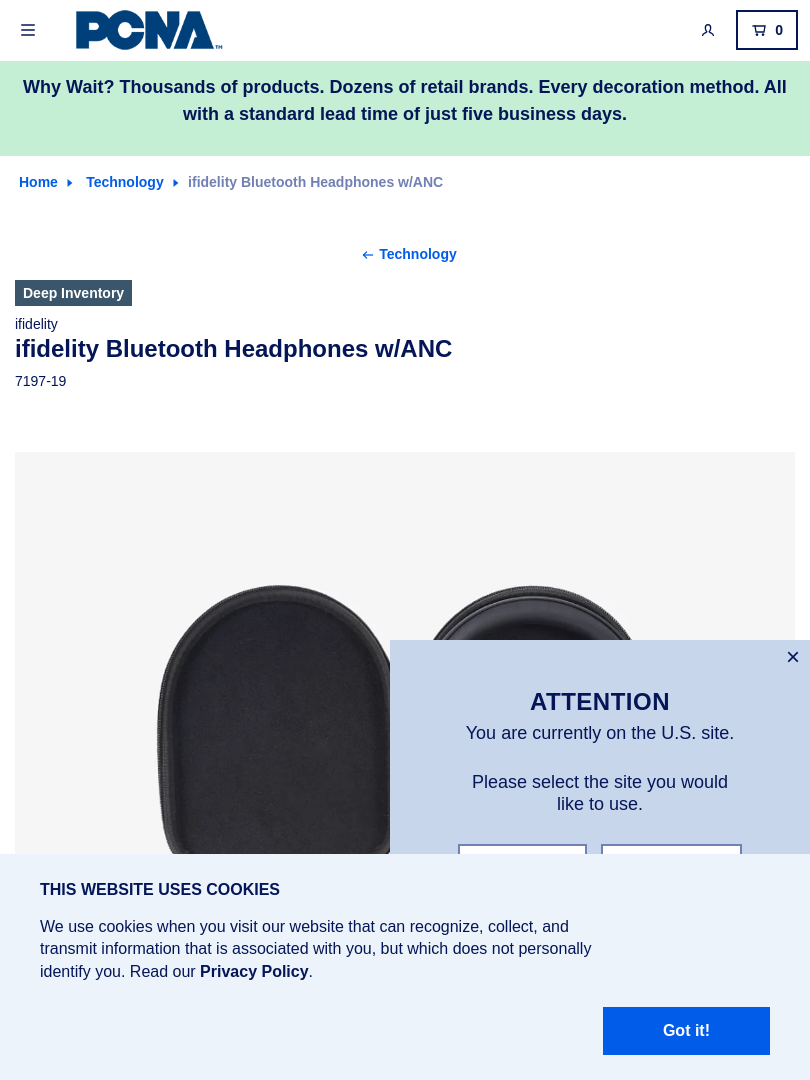 PCNA™
0
Why Wait? Thousands of products. Dozens of retail brands. Every decoration method. All
with a standard lead time of just five business days.
Home Technology ifidelity Bluetooth Headphones w/ANC
Technology
Deep Inventory
ifidelity
ifidelity Bluetooth Headphones w/ANC
7197-19
ATTENTION
You are currently on the U.S. site.
Please select the site you would
like to use.
THIS WEBSITE USES COOKIES
We use cookies when you visit our website that can recognize, collect, and
transmit information that is associated with you, but which does not personally
identify you. Read our Privacy Policy.
Got it!